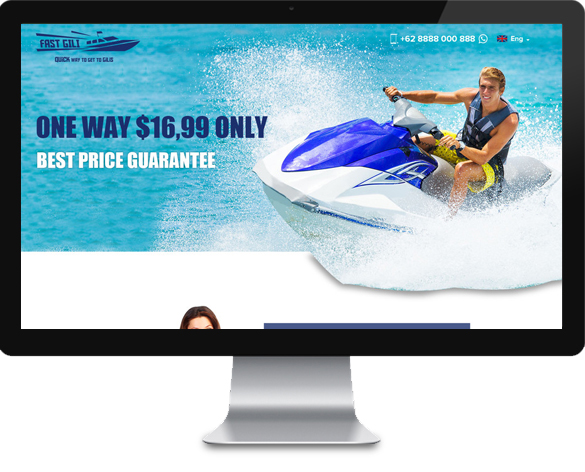 FAST GILI
QUICK WAY TO GET TO GILIS
+62 8888 000 888
Eng
ONE WAY $16,99 ONLY
BEST PRICE GUARANTEE